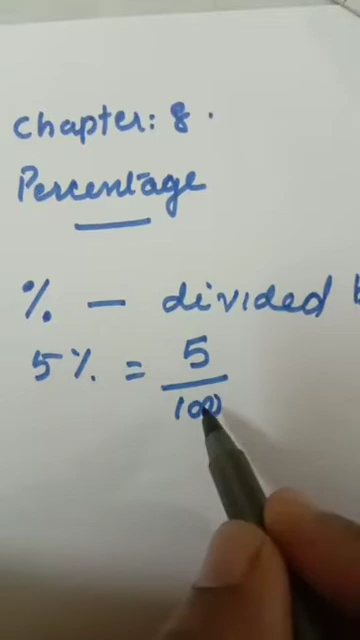 Chapter: 8.
Percentage
% — divided
5% = 5/100